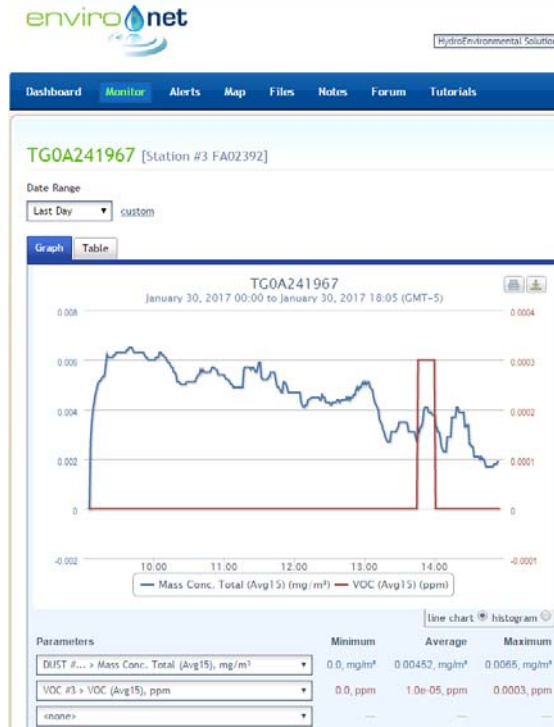 enviro net
HydroEnvironmental Solution
Dashboard Monitor Alerts Map Files Notes Forum Tutorials
TG0A241967 [Station #3 FA02392]
Date Range
Last Day custom
Graph Table
TG0A241967
January 30, 2017 00:00 to January 30, 2017 18:05 (GMT-5)
0.008 0.0004
0.006 0.0003
0.004 0.0002
0.002 0.0001
0 0
-0.002 -0.0001
10:00 11:00 12:00 13:00 14:00
Mass Conc. Total (Avg15) (mg/m³) VOC (Avg15) (ppm)
line chart histogram
Parameters Minimum Average Maximum
DUST #... > Mass Conc. Total (Avg15), mg/m³ 0.0, mg/m³ 0.00452, mg/m³ 0.0065, mg/m³
VOC #3 > VOC (Avg15), ppm 0.0, ppm 1.0e-05, ppm 0.0003, ppm
<none> — — —